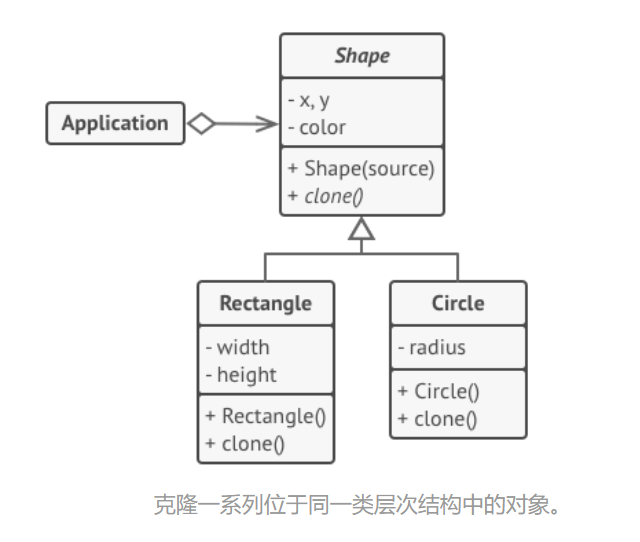 Shape
- x, y
- color
+ Shape(source)
+ clone()
Application
Rectangle
- width
- height
+ Rectangle()
+ clone()
Circle
- radius
+ Circle()
+ clone()
克隆一系列位于同一类层次结构中的对象。